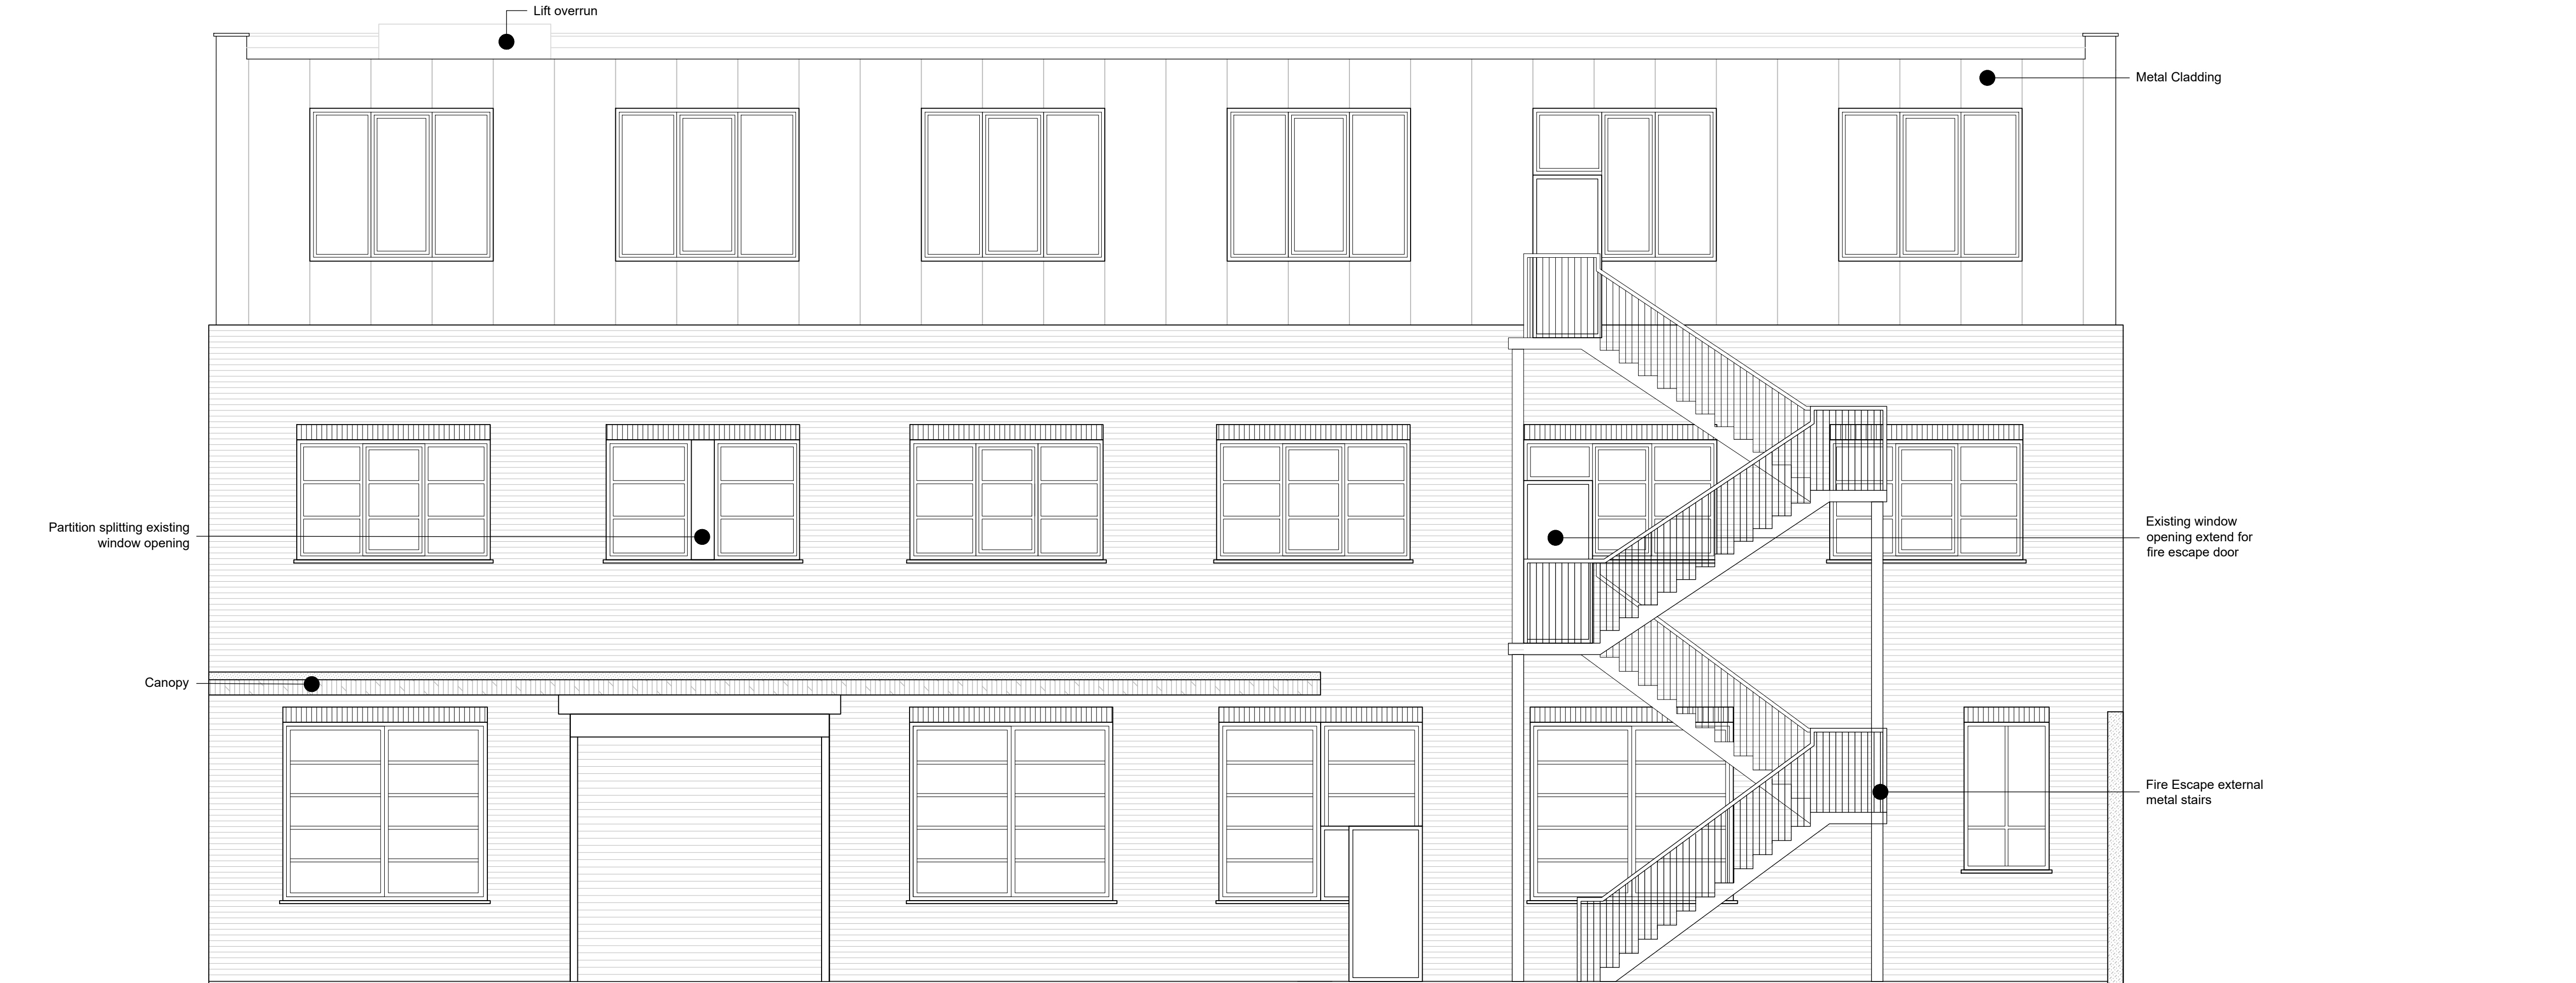 Lift overrun
Metal Cladding
Partition splitting existing
window opening
Existing window
opening extend for
fire escape door
Canopy
Fire Escape external
metal stairs